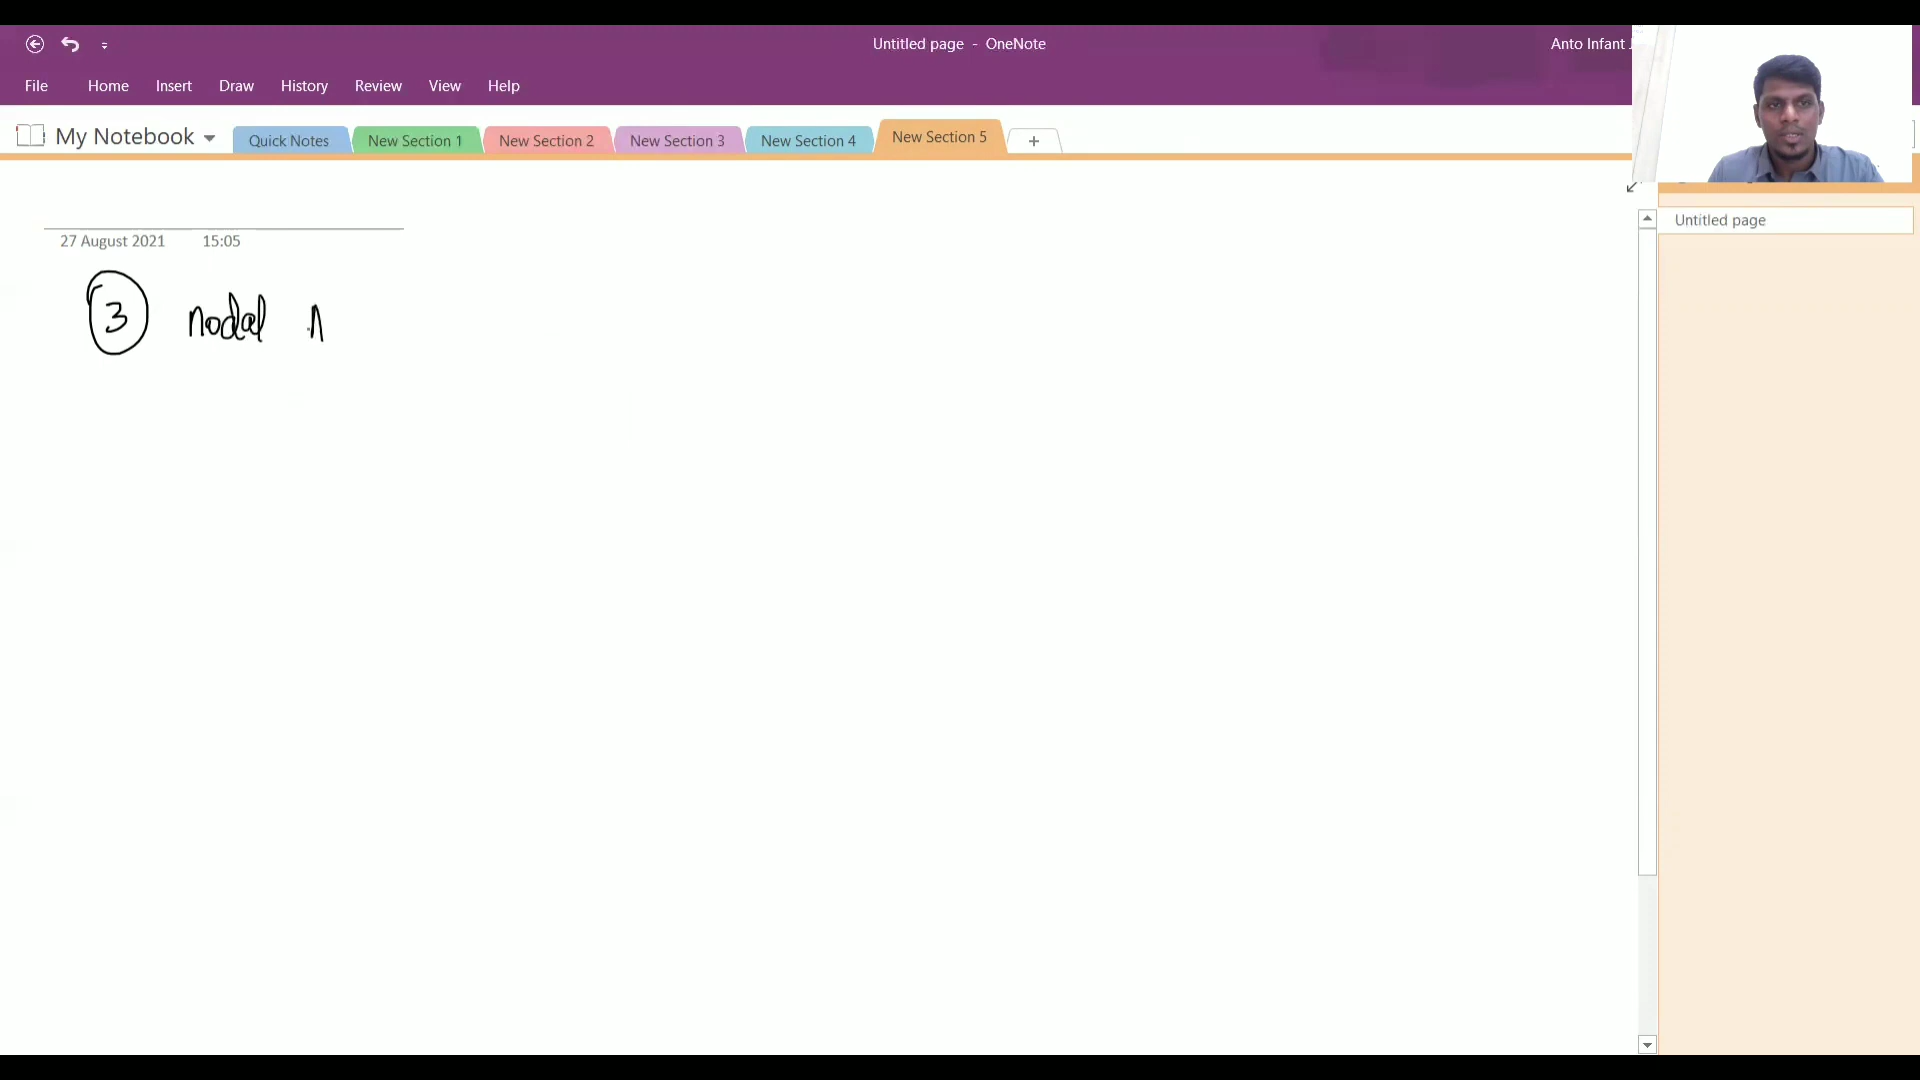 Untitled page - OneNote
Anto Infant
File Home Insert Draw History Review View Help
My Notebook
Quick Notes New Section 1 New Section 2 New Section 3 New Section 4 New Section 5 +
Untitled page
27 August 2021 15:05
3 nodal